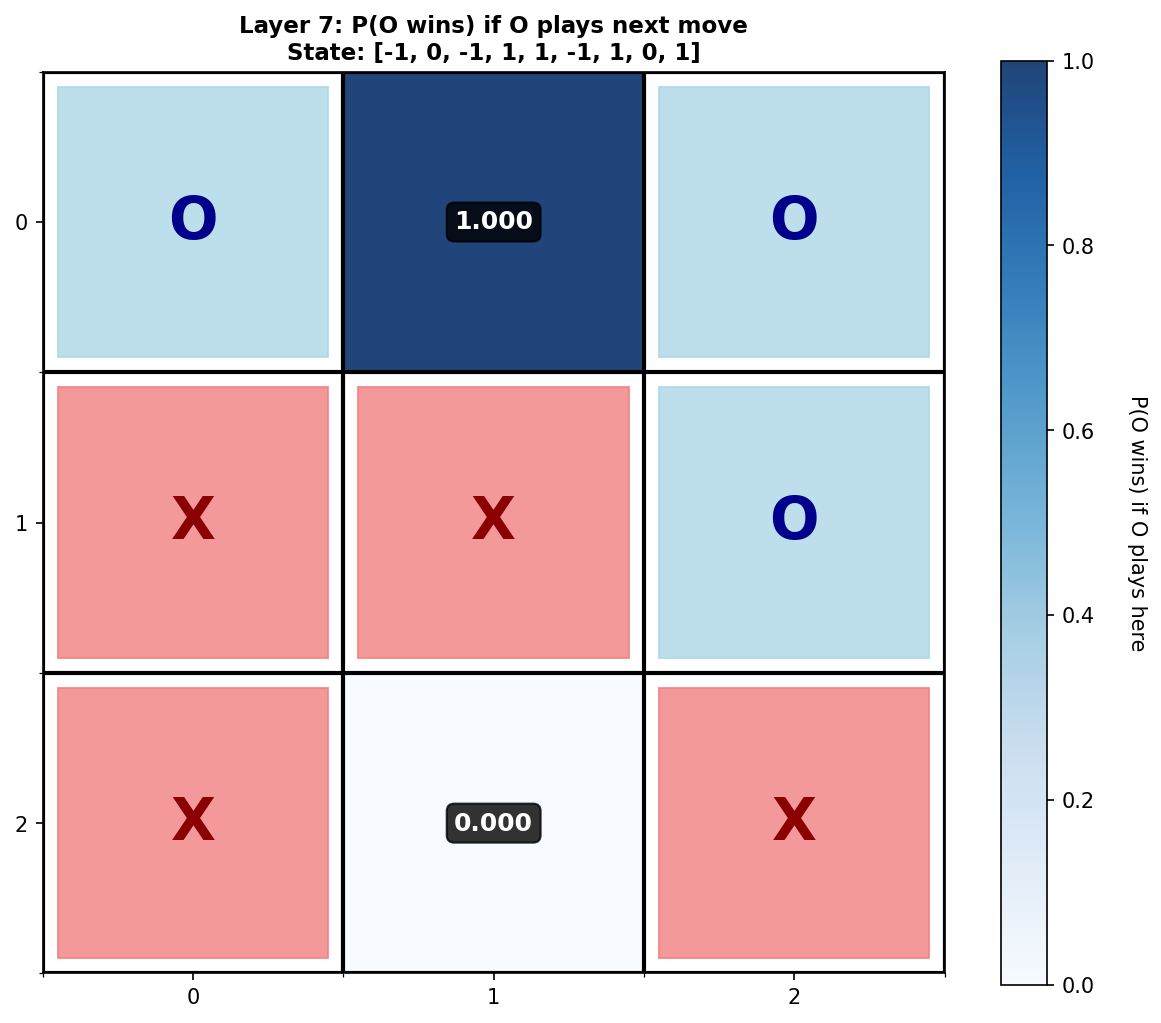 Layer 7: P(O wins) if O plays next move
State: [-1, 0, -1, 1, 1, -1, 1, 0, 1]
0
O
1.000
O
1
X
X
O
2
X
0.000
X
0
1
2
1.0
0.8
0.6
0.4
0.2
0.0
P(O wins) if O plays here